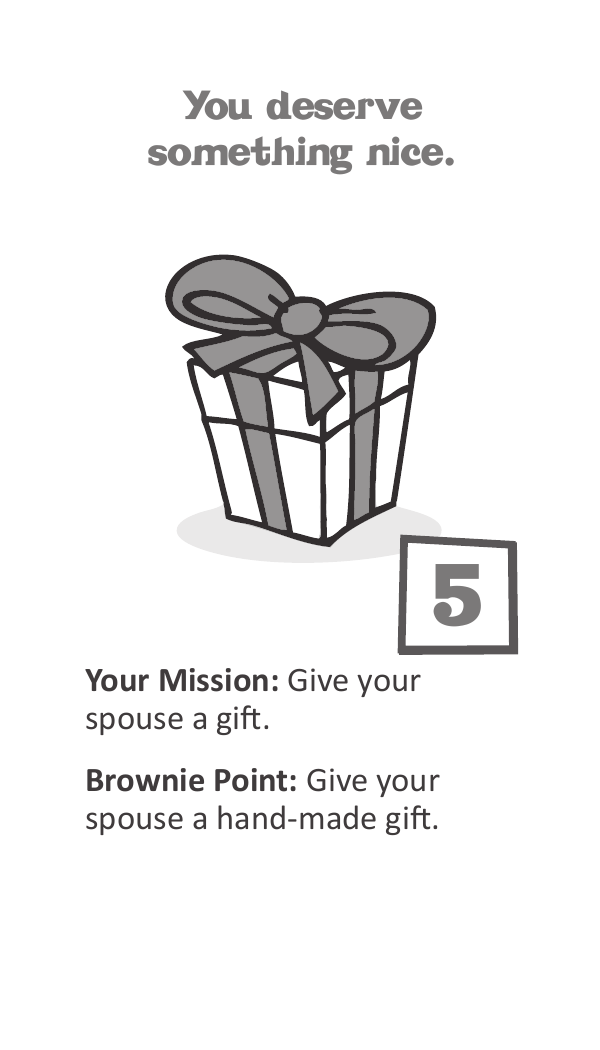 You deserve
something nice.
5
Your Mission: Give your
spouse a gift.
Brownie Point: Give your
spouse a hand-made gift.